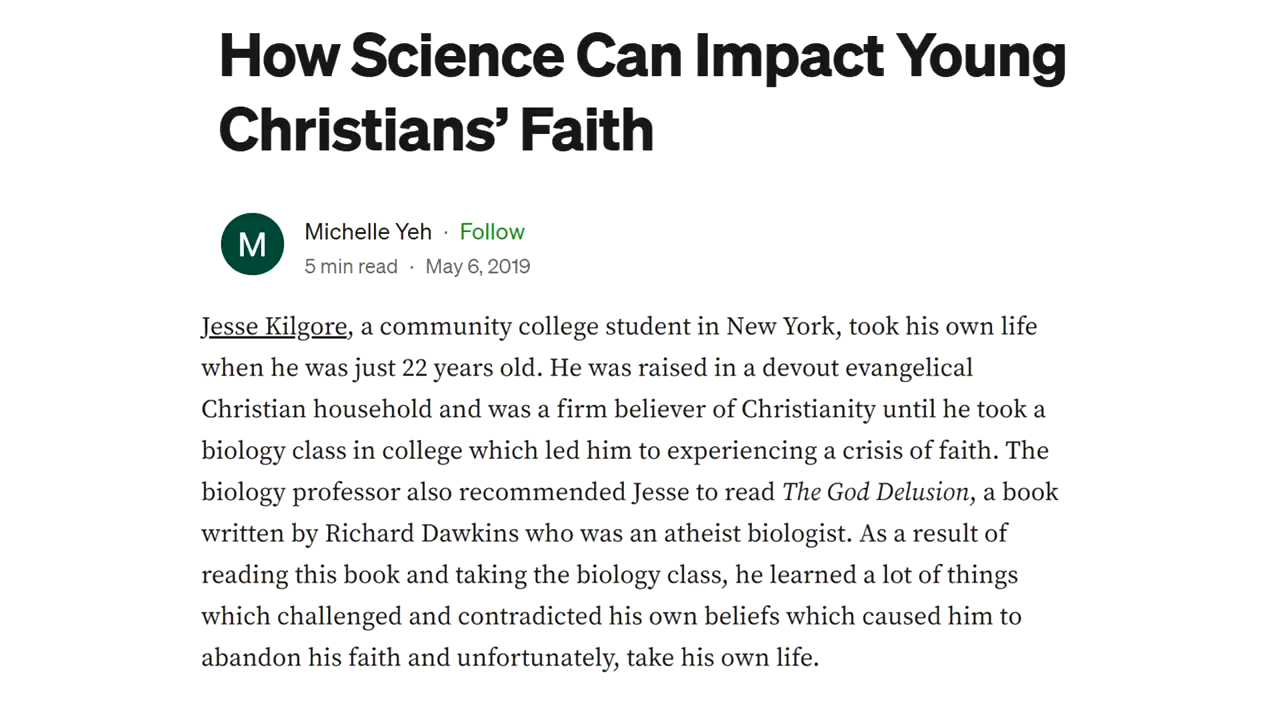 How Science Can Impact Young
Christians’ Faith
M
Michelle Yeh · Follow
5 min read · May 6, 2019
Jesse Kilgore, a community college student in New York, took his own life
when he was just 22 years old. He was raised in a devout evangelical
Christian household and was a firm believer of Christianity until he took a
biology class in college which led him to experiencing a crisis of faith. The
biology professor also recommended Jesse to read The God Delusion, a book
written by Richard Dawkins who was an atheist biologist. As a result of
reading this book and taking the biology class, he learned a lot of things
which challenged and contradicted his own beliefs which caused him to
abandon his faith and unfortunately, take his own life.